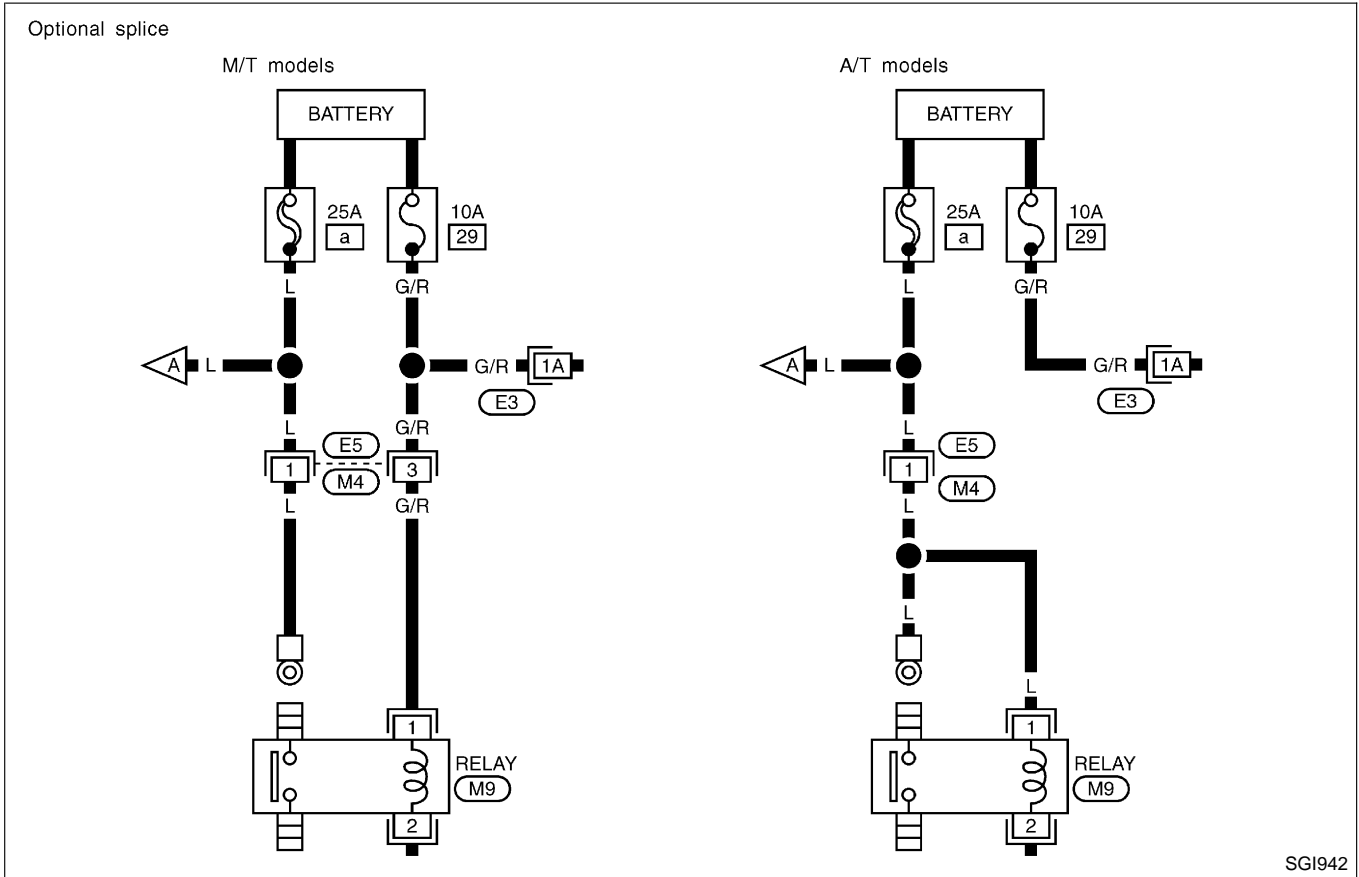 Optional splice
M/T models
BATTERY
25A
a
10A
29
L
G/R
A
L
G/R
1A
E3
L
G/R
1
E5
M4
3
L
G/R
1
RELAY
M9
2
A/T models
BATTERY
25A
a
10A
29
L
G/R
A
L
G/R
1A
E3
L
1
E5
M4
L
L
L
1
RELAY
M9
2
SGI942